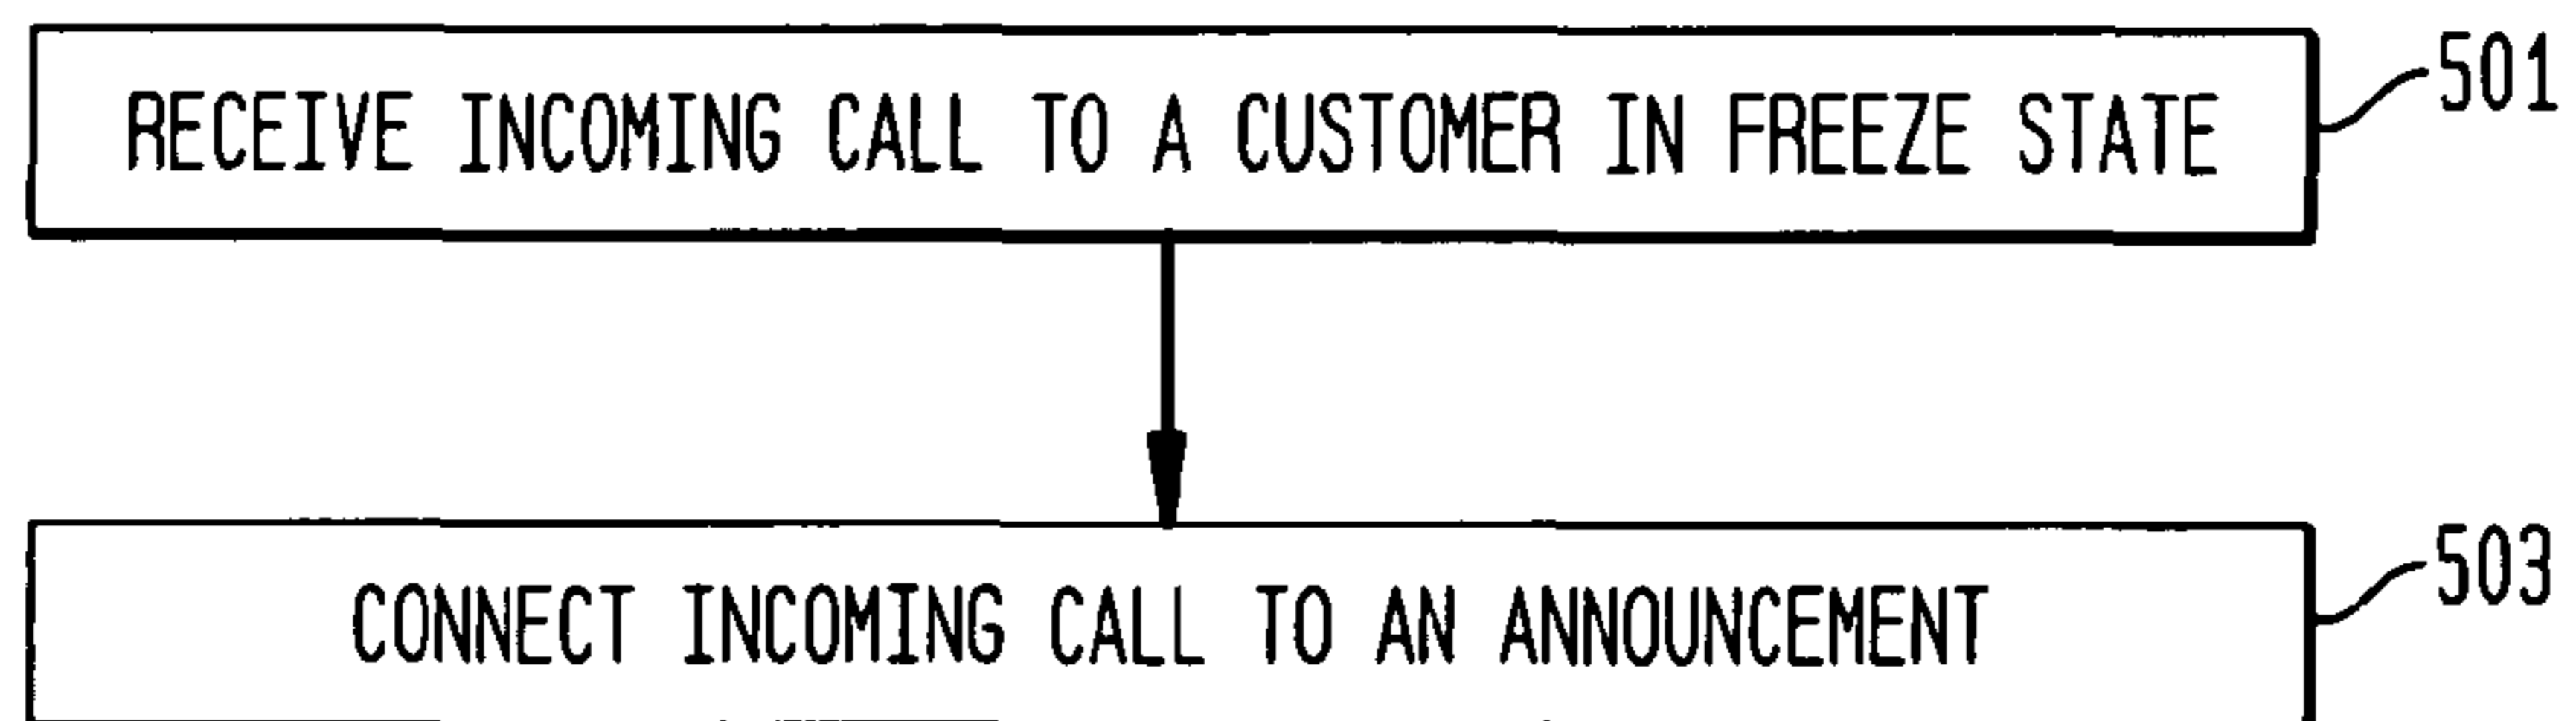 RECEIVE INCOMING CALL TO A CUSTOMER IN FREEZE STATE
501
CONNECT INCOMING CALL TO AN ANNOUNCEMENT
503